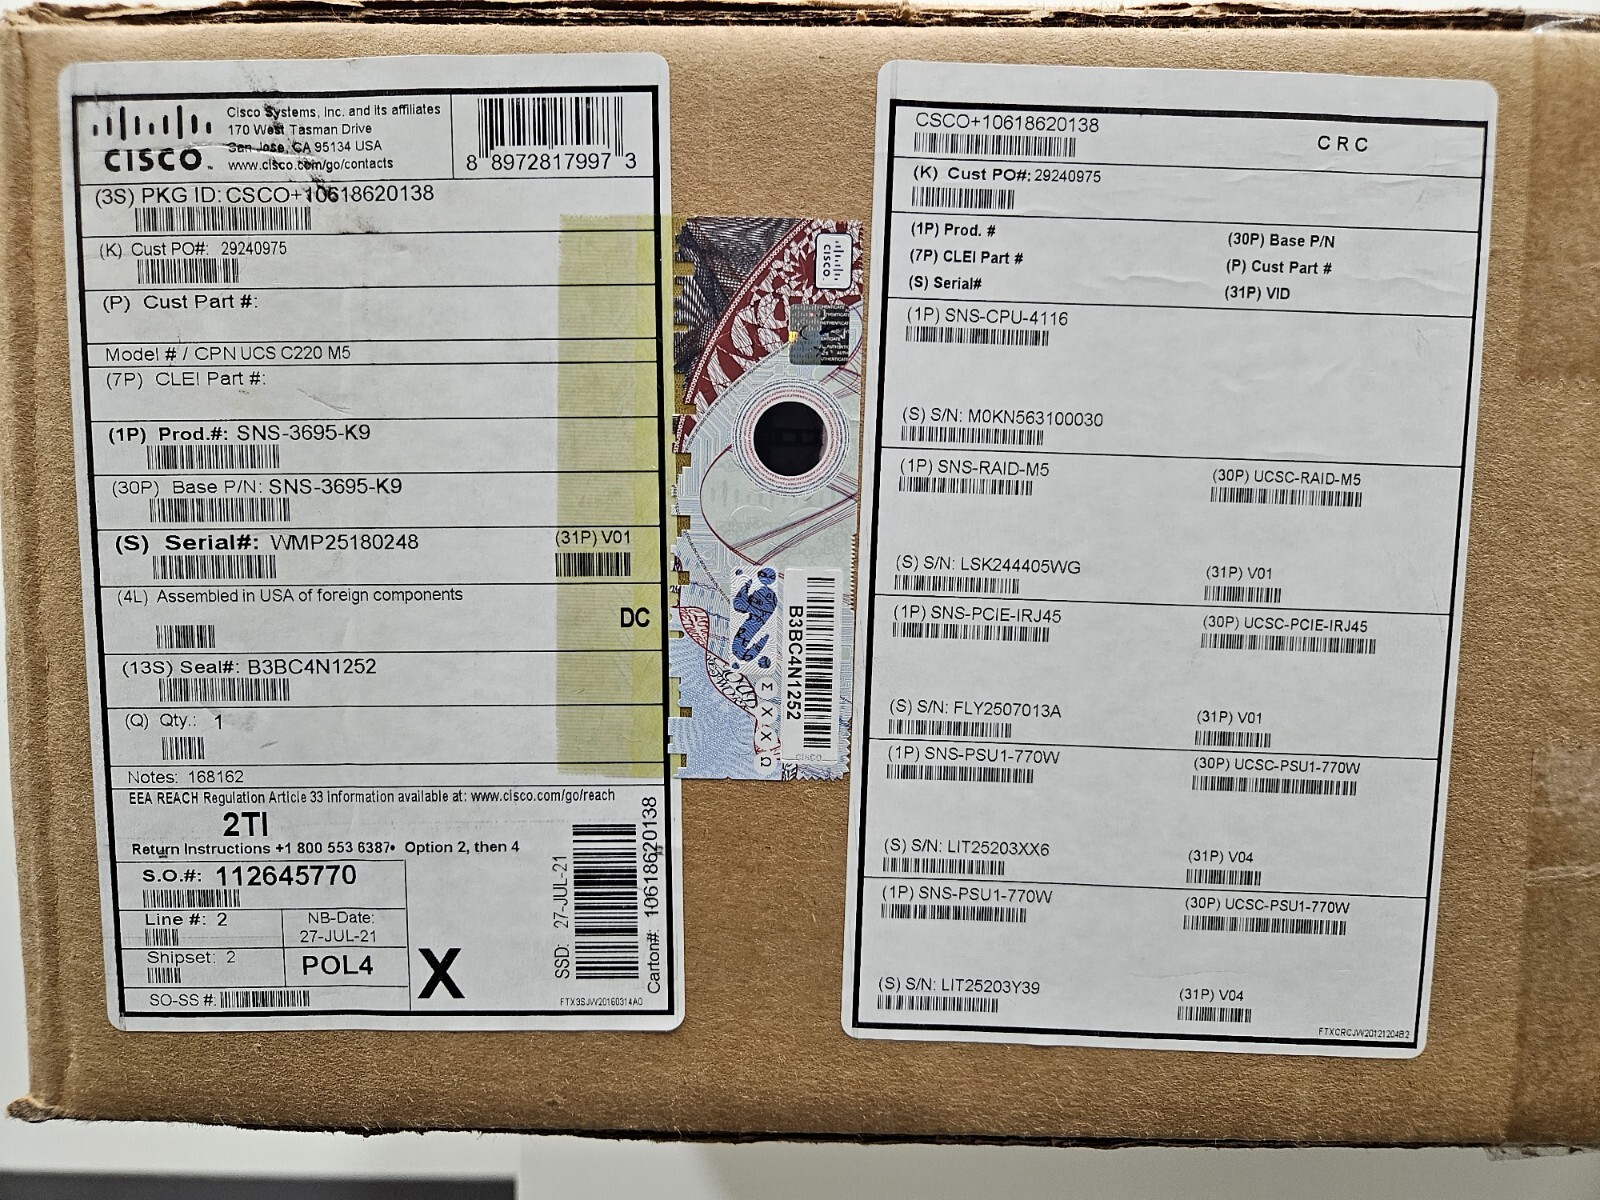 Cisco Systems, Inc. and its affiliates
170 West Tasman Drive
San Jose, CA 95134 USA
www.cisco.com/go/contacts
CISCO
8 8972817997 3
(3S) PKG ID: CSCO+10618620138
(K) Cust PO#: 29240975
(P) Cust Part #:
Model # / CPN UCS C220 M5
(7P) CLEI Part #:
(1P) Prod.#: SNS-3695-K9
(30P) Base P/N: SNS-3695-K9
(S) Serial#: WMP25180248 (31P) V01
(4L) Assembled in USA of foreign components
DC
(13S) Seal#: B3BC4N1252
(Q) Qty.: 1
Notes: 168162
EEA REACH Regulation Article 33 information available at: www.cisco.com/go/reach
2TI
Return Instructions +1 800 553 6387• Option 2, then 4
S.O.#: 112645770
Line #: 2
NB-Date:
27-JUL-21
Shipset: 2
POL4
SO-SS #:
X
SSD: 27-JUL-21
Carton#: 10618620138
FTX3SJW20160314A0
CISCO
B3BC4N1252
Σ X X Ω
CISCO
CSCO+10618620138
CRC
(K) Cust PO#: 29240975
(1P) Prod. # (30P) Base P/N
(7P) CLEI Part # (P) Cust Part #
(S) Serial# (31P) VID
(1P) SNS-CPU-4116
(S) S/N: M0KN563100030
(1P) SNS-RAID-M5 (30P) UCSC-RAID-M5
(S) S/N: LSK244405WG (31P) V01
(1P) SNS-PCIE-IRJ45 (30P) UCSC-PCIE-IRJ45
(S) S/N: FLY2507013A (31P) V01
(1P) SNS-PSU1-770W (30P) UCSC-PSU1-770W
(S) S/N: LIT25203XX6 (31P) V04
(1P) SNS-PSU1-770W (30P) UCSC-PSU1-770W
(S) S/N: LIT25203Y39 (31P) V04
FTXCRCJW20121204B2